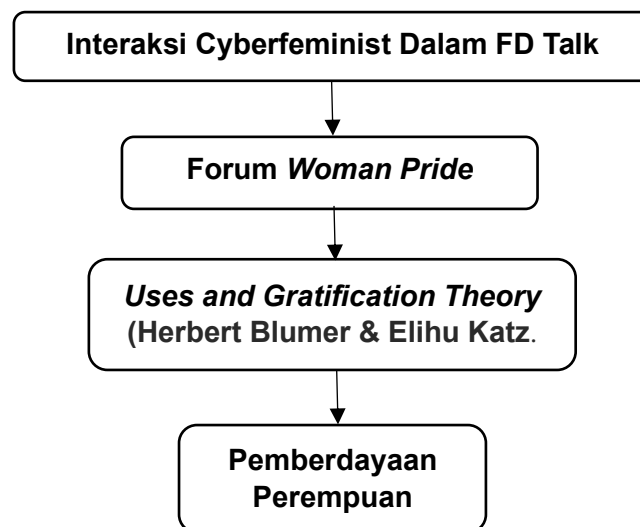 Interaksi Cyberfeminist Dalam FD Talk
Forum Woman Pride
Uses and Gratification Theory
(Herbert Blumer & Elihu Katz.
Pemberdayaan
Perempuan